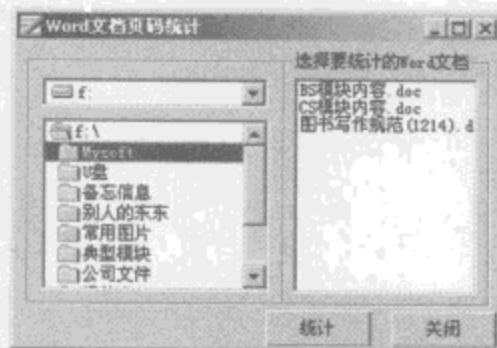 Word文档页码统计
选择要统计的Word文档
f:
f:\
Mysoft
U盘
备忘信息
别人的东东
常用图片
典型模块
公司文件
BS模块内容.doc
CS模块内容.doc
图书写作规范(1214).d
统计
关闭